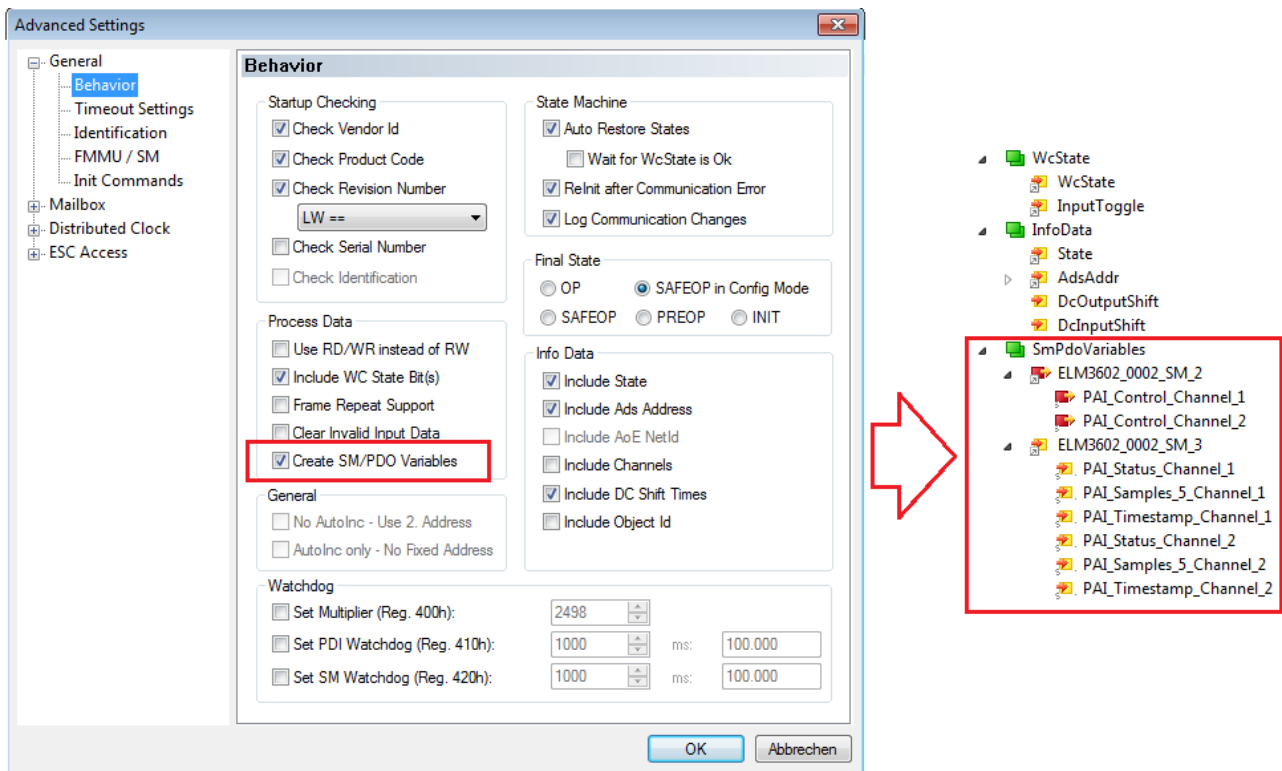 Advanced Settings
General
Behavior
Timeout Settings
Identification
FMMU / SM
Init Commands
Mailbox
Distributed Clock
ESC Access
Behavior
Startup Checking
Check Vendor Id
Check Product Code
Check Revision Number
LW ==
Check Serial Number
Check Identification
Process Data
Use RD/WR instead of RW
Include WC State Bit(s)
Frame Repeat Support
Clear Invalid Input Data
Create SM/PDO Variables
General
No AutoInc - Use 2. Address
AutoInc only - No Fixed Address
State Machine
Auto Restore States
Wait for WcState is Ok
ReInit after Communication Error
Log Communication Changes
Final State
OP SAFEOP in Config Mode
SAFEOP PREOP INIT
Info Data
Include State
Include Ads Address
Include AoE NetId
Include Channels
Include DC Shift Times
Include Object Id
Watchdog
Set Multiplier (Reg. 400h): 2498
Set PDI Watchdog (Reg. 410h): 1000 ms: 100.000
Set SM Watchdog (Reg. 420h): 1000 ms: 100.000
OK Abbrechen
WcState
WcState
InputToggle
InfoData
State
AdsAddr
DcOutputShift
DcInputShift
SmPdoVariables
ELM3602_0002_SM_2
PAI_Control_Channel_1
PAI_Control_Channel_2
ELM3602_0002_SM_3
PAI_Status_Channel_1
PAI_Samples_5_Channel_1
PAI_Timestamp_Channel_1
PAI_Status_Channel_2
PAI_Samples_5_Channel_2
PAI_Timestamp_Channel_2